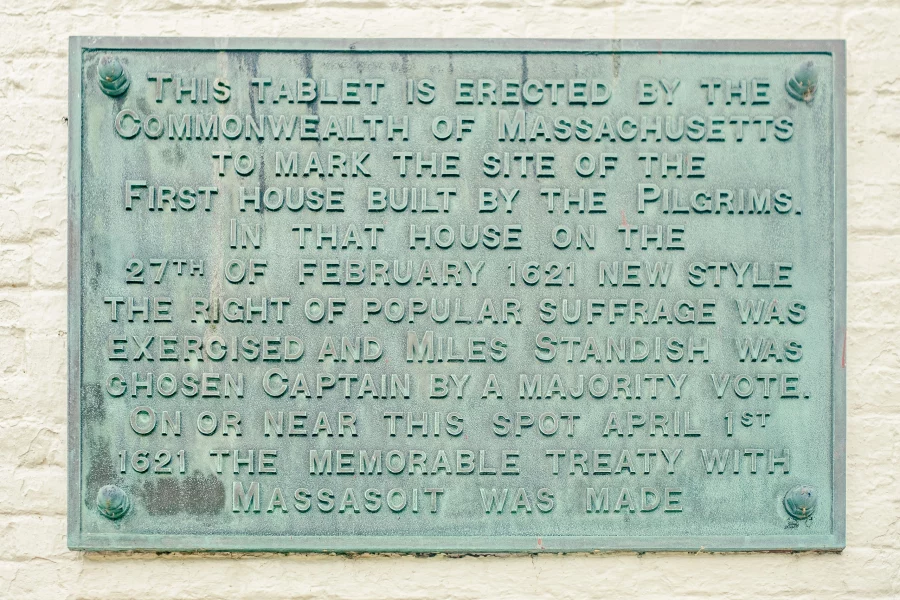 THIS TABLET IS ERECTED BY THE
COMMONWEALTH OF MASSACHUSETTS
TO MARK THE SITE OF THE
FIRST HOUSE BUILT BY THE PILGRIMS.
IN THAT HOUSE ON THE
27TH OF FEBRUARY 1621 NEW STYLE
THE RIGHT OF POPULAR SUFFRAGE WAS
EXERCISED AND MILES STANDISH WAS
CHOSEN CAPTAIN BY A MAJORITY VOTE.
ON OR NEAR THIS SPOT APRIL 1ST
1621 THE MEMORABLE TREATY WITH
MASSASOIT WAS MADE